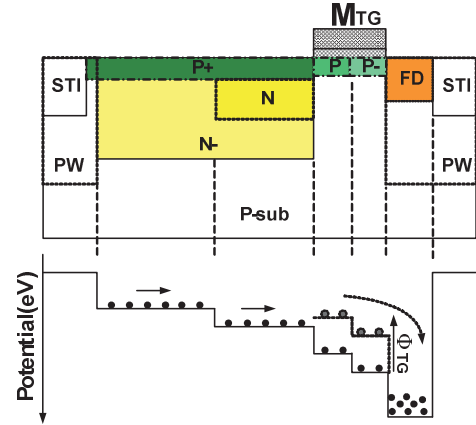 MTG
P+
P
P-
FD
STI
STI
N
N-
PW
PW
P-sub
Potential(eV)
ΦTG